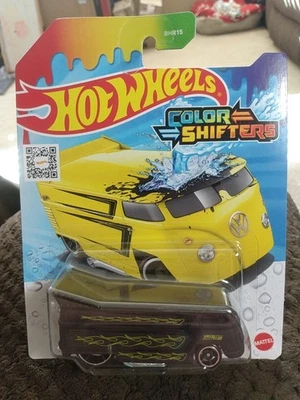 BHR15
HOT WHEELS
COLOR
SHIFTERS
MATTEL